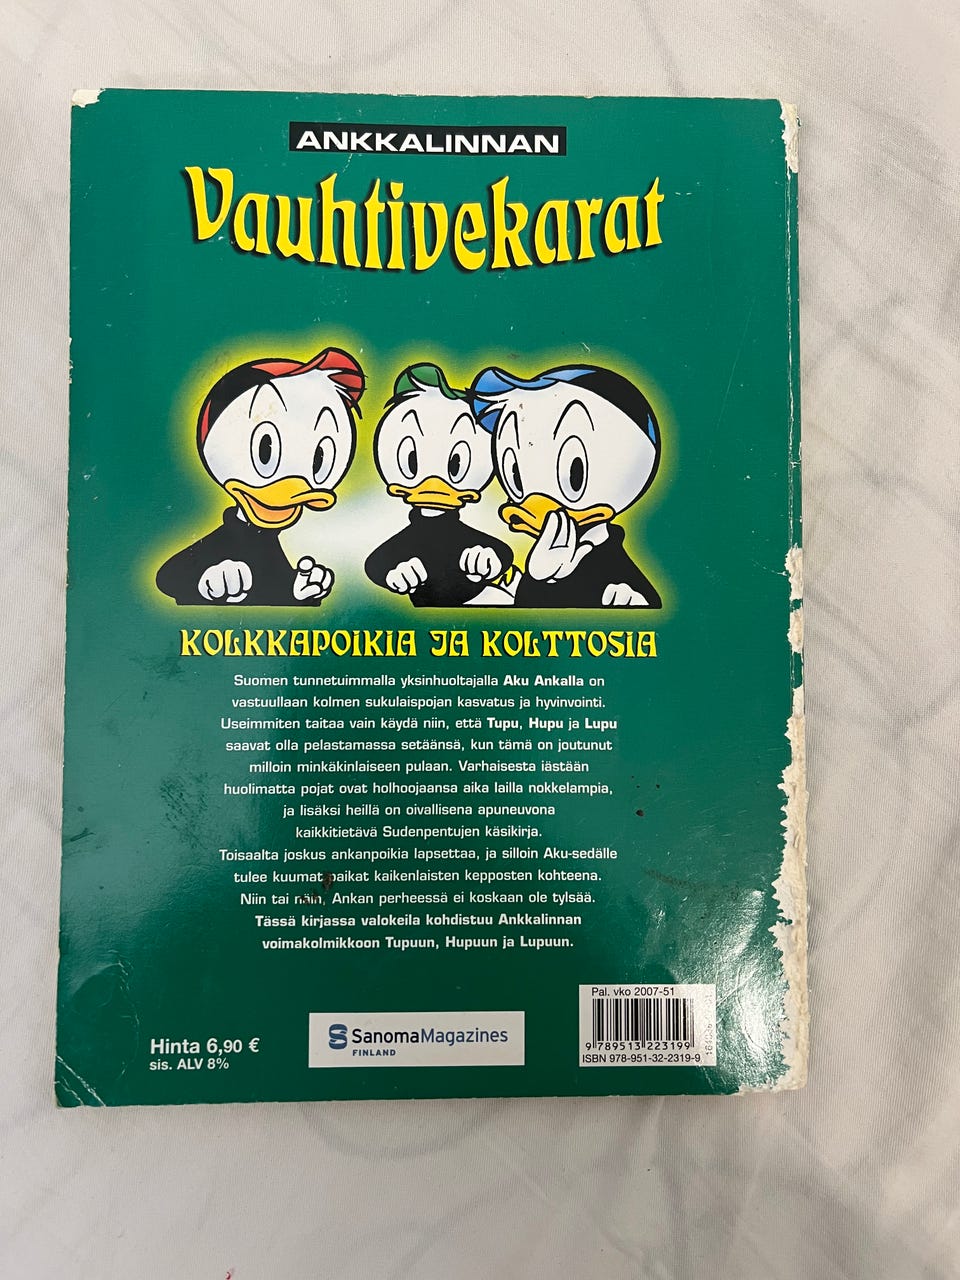 ANKKALINNAN
Vauhtivekarat
KOLKKAPOIKIA JA KOLTTOSIA
Suomen tunnetuimmalla yksinhuoltajalla Aku Ankalla on
vastuullaan kolmen sukulaispojan kasvatus ja hyvinvointi.
Useimmiten taitaa vain käydä niin, että Tupu, Hupu ja Lupu
saavat olla pelastamassa setäänsä, kun tämä on joutunut
milloin minkäkinlaiseen pulaan. Varhaisesta iästään
huolimatta pojat ovat holhoojaansa aika lailla nokkelampia,
ja lisäksi heillä on oivallisena apuneuvona
kaikkitietävä Sudenpentujen käsikirja.
Toisaalta joskus ankanpoikia lapsettaa, ja silloin Aku-sedälle
tulee kuumat paikat kaikenlaisten kepposten kohteena.
Niin tai näin, Ankan perheessä ei koskaan ole tylsää.
Tässä kirjassa valokeila kohdistuu Ankkalinnan
voimakolmikkoon Tupuun, Hupuun ja Lupuun.
Hinta 6,90 €
sis. ALV 8%
SanomaMagazines
FINLAND
Pal. vko 2007-51
9 789513 223199
ISBN 978-951-32-2319-9